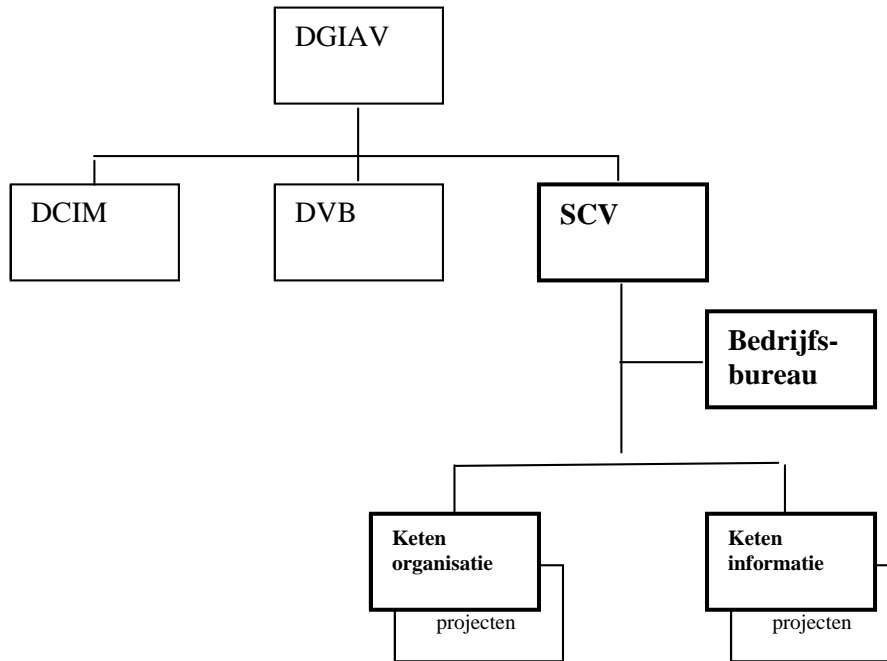 DGIAV
DCIM
DVB
SCV
Bedrijfs-
bureau
Keten
organisatie
projecten
Keten
informatie
projecten